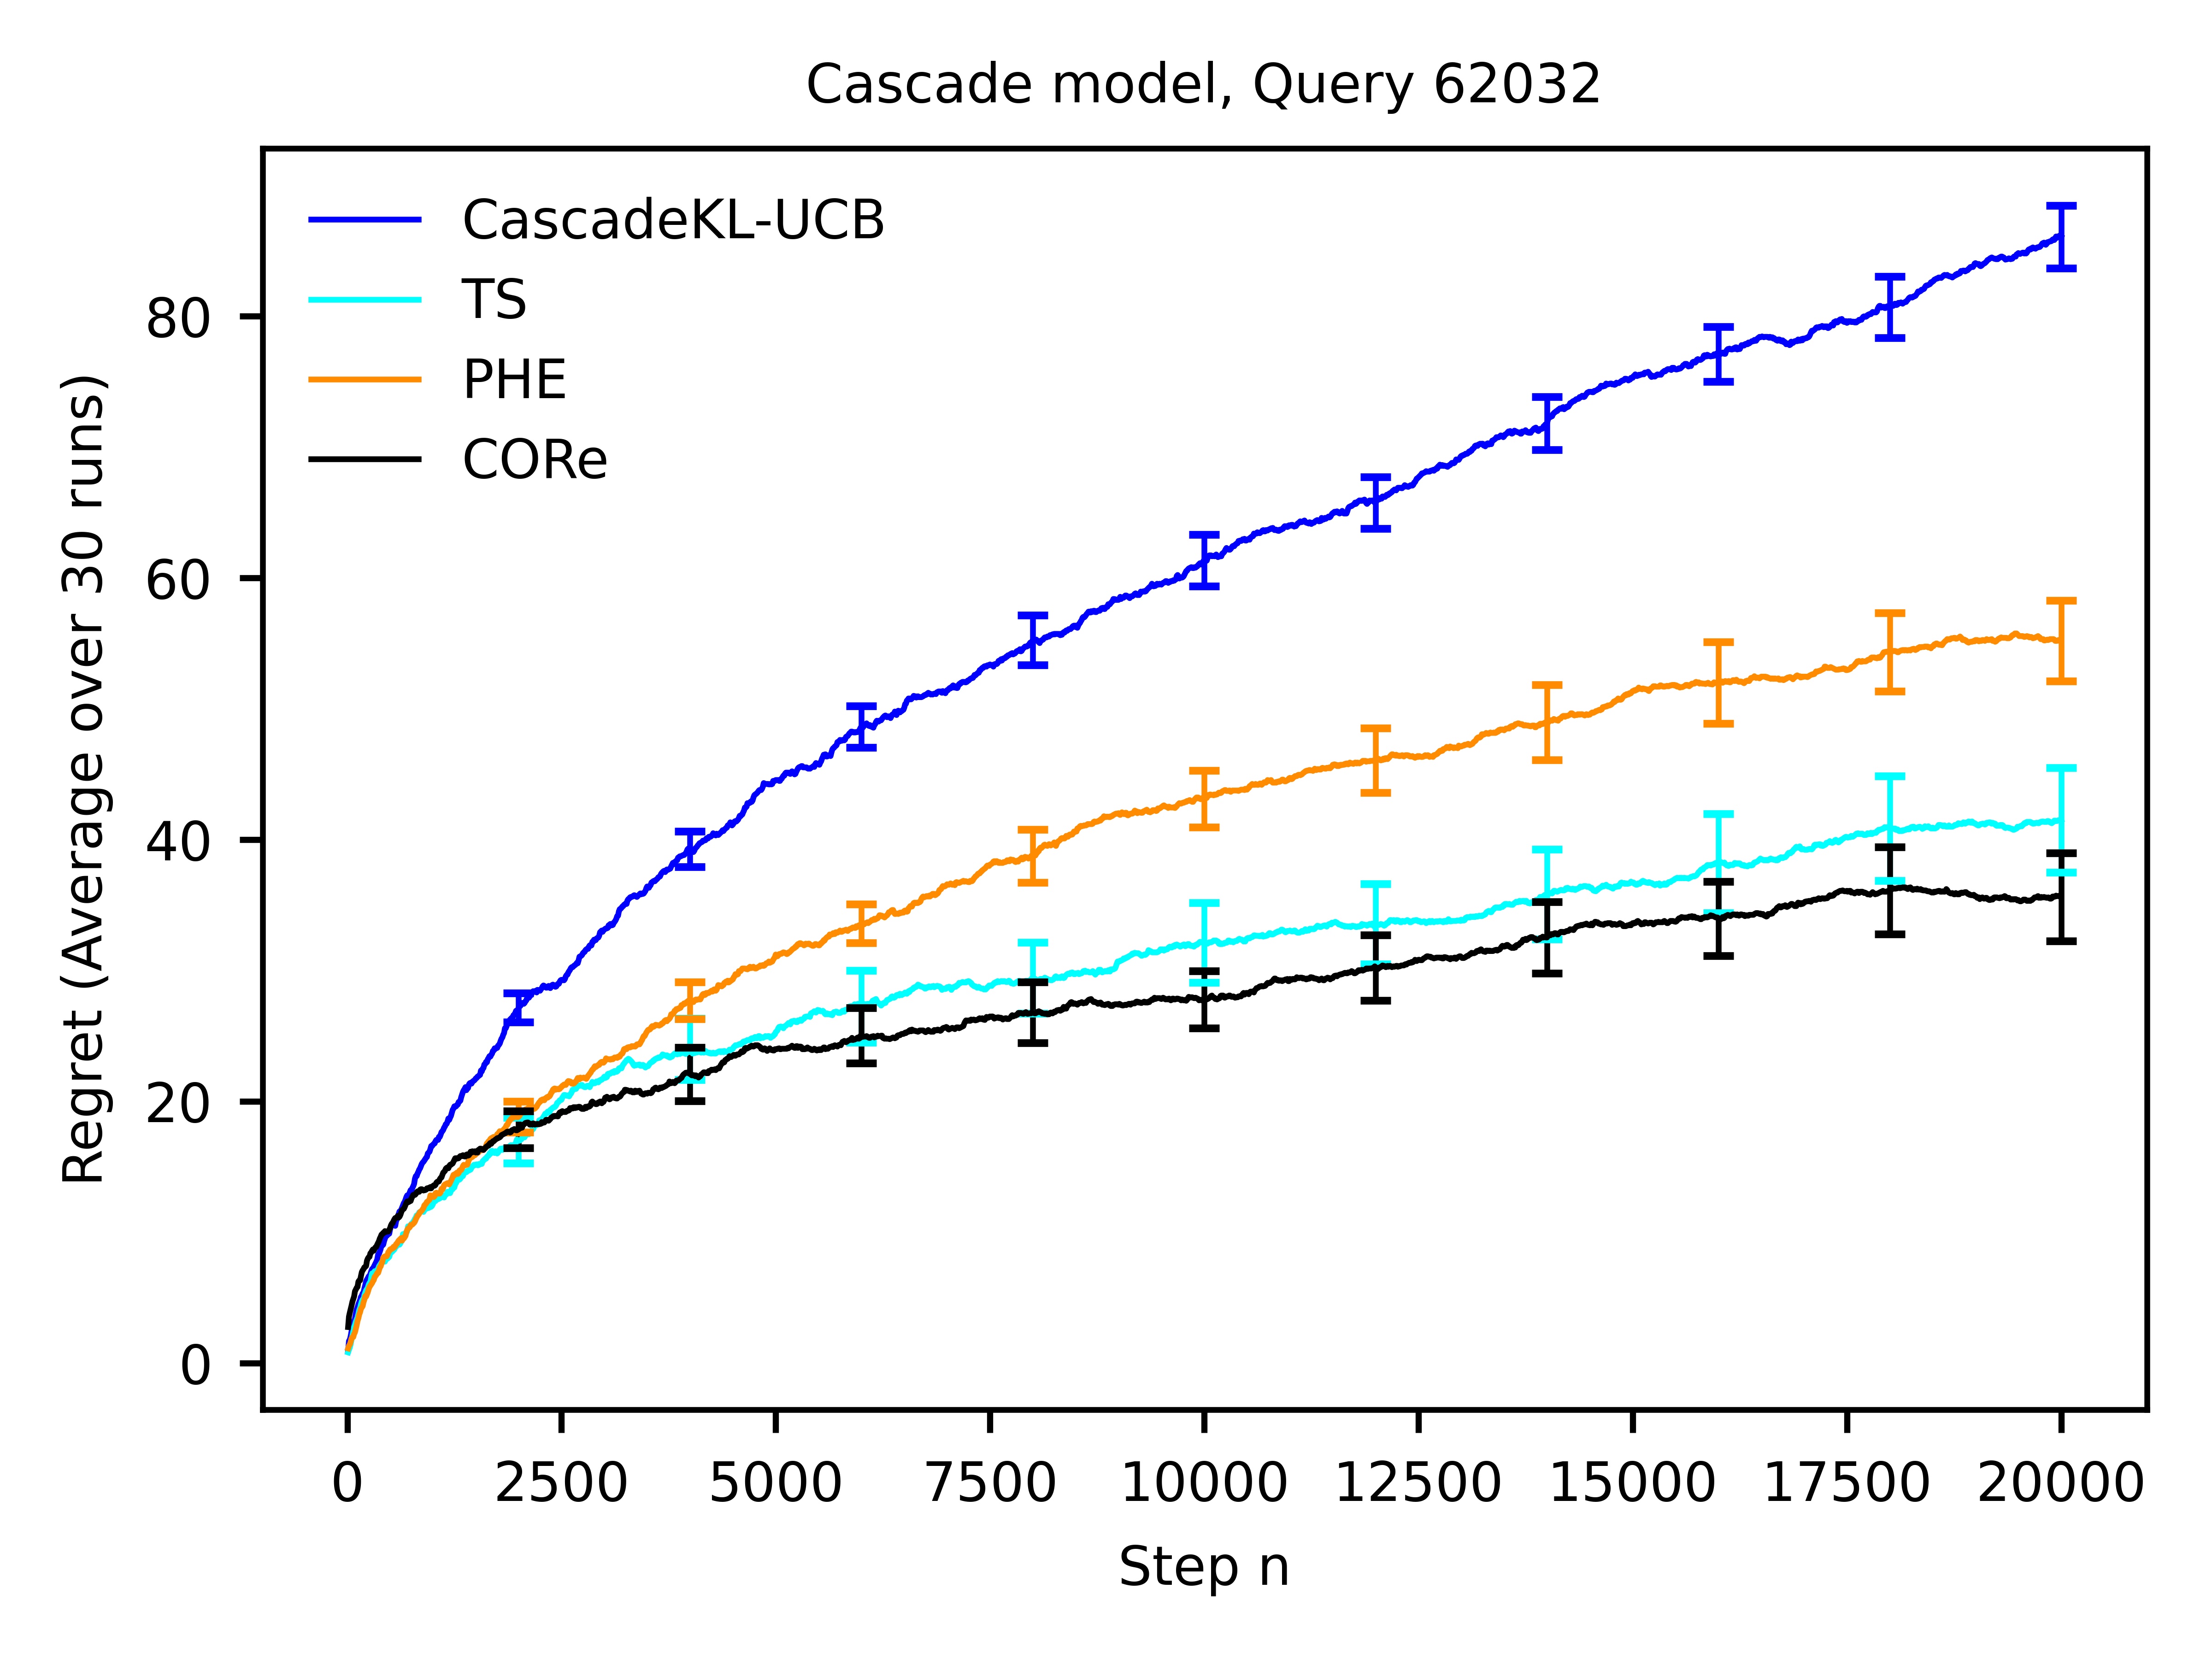 Cascade model, Query 62032
CascadeKL-UCB
TS
PHE
CORe
Regret (Average over 30 runs)
80
60
40
20
0
0 2500 5000 7500 10000 12500 15000 17500 20000
Step n